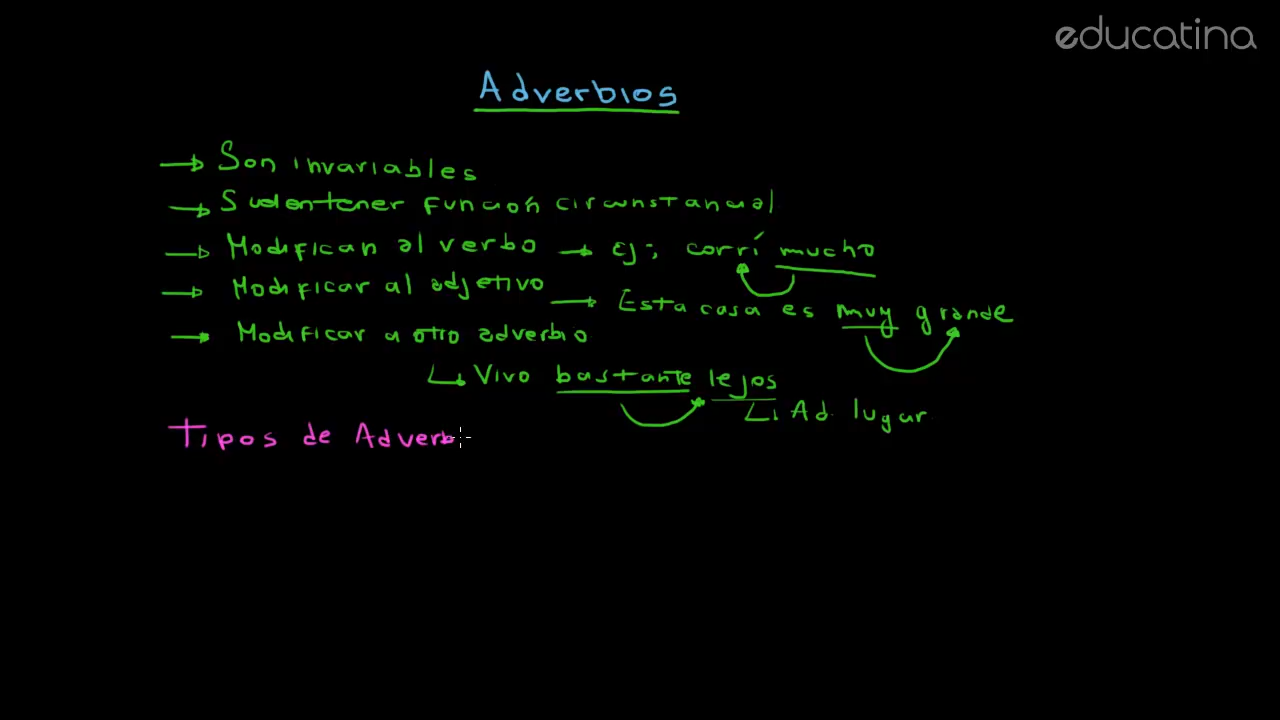 educatina
Adverbios
Son invariables
Suelen tener función circunstancial
Modifican al verbo → Ej: corrí mucho
Modificar al adjetivo → Esta casa es muy grande
Modificar a otro adverbio
Vivo bastante lejos
Ad. lugar
Tipos de Adverb